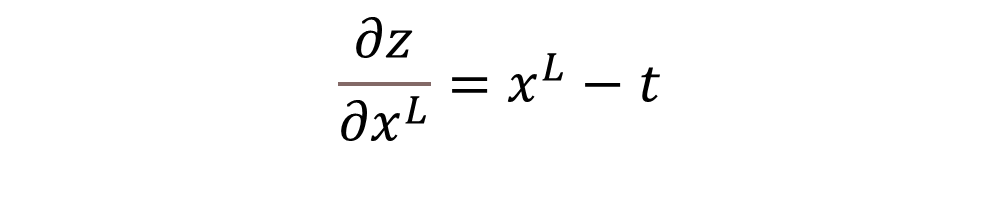 ∂z/∂x^L = x^L − t